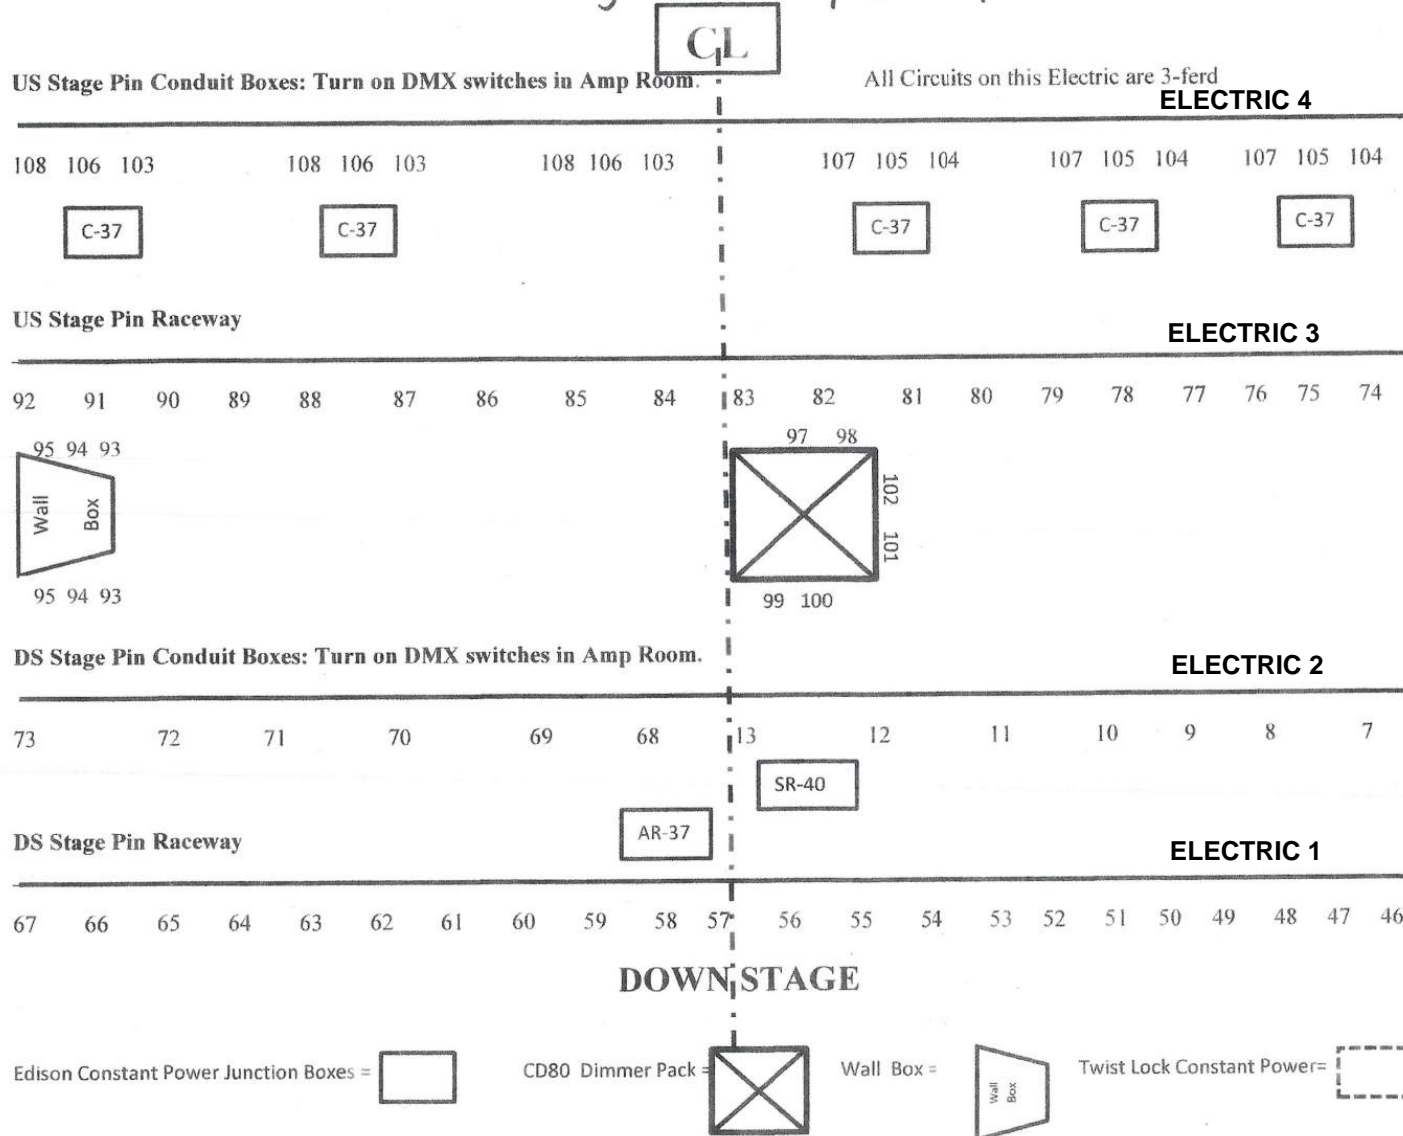 CL
US Stage Pin Conduit Boxes: Turn on DMX switches in Amp Room. All Circuits on this Electric are 3-ferd
ELECTRIC 4
108 106 103 108 106 103 108 106 103 107 105 104 107 105 104 107 105 104
C-37 C-37 C-37 C-37 C-37
US Stage Pin Raceway ELECTRIC 3
92 91 90 89 88 87 86 85 84 83 82 81 80 79 78 77 76 75 74
95 94 93 97 98
Wall Box 102 101
95 94 93 99 100
DS Stage Pin Conduit Boxes: Turn on DMX switches in Amp Room. ELECTRIC 2
73 72 71 70 69 68 13 12 11 10 9 8 7
SR-40
AR-37
DS Stage Pin Raceway ELECTRIC 1
67 66 65 64 63 62 61 60 59 58 57 56 55 54 53 52 51 50 49 48 47 46
DOWN STAGE
Edison Constant Power Junction Boxes = CD80 Dimmer Pack = Wall Box = Wall Box Twist Lock Constant Power=